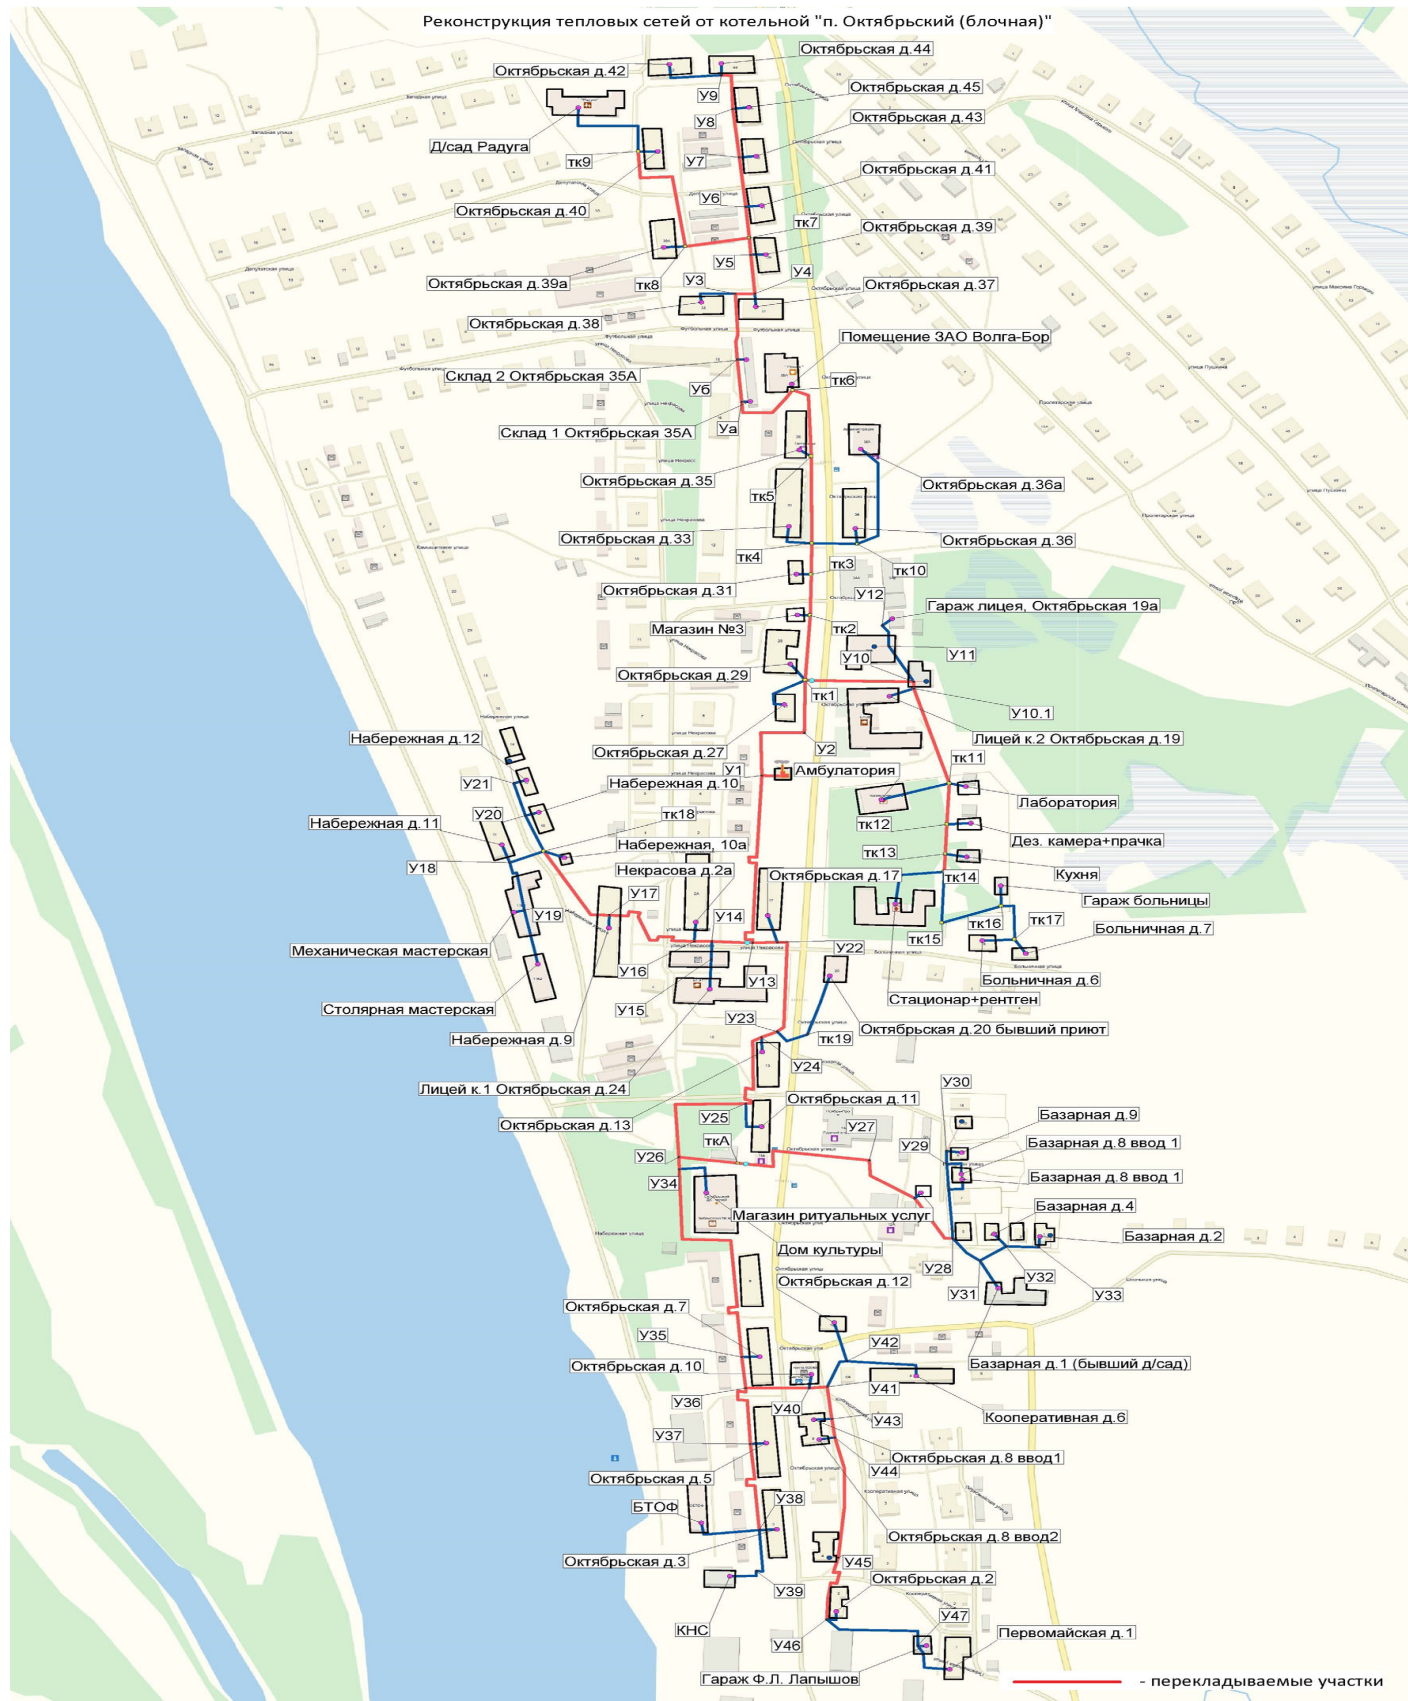 Реконструкция тепловых сетей от котельной "п. Октябрьский (блочная)"
Октябрьская д.44
Октябрьская д.42
У9
Октябрьская д.45
У8
Октябрьская д.43
Д/сад Радуга
тк9
У7
Октябрьская д.41
У6
Октябрьская д.40
тк7
Октябрьская д.39
У5
У4
Октябрьская д.39а
тк8
У3
Октябрьская д.37
Октябрьская д.38
Помещение ЗАО Волга-Бор
Склад 2 Октябрьская 35А
Уб
тк6
Уа
Склад 1 Октябрьская 35А
Октябрьская д.35
тк5
Октябрьская д.36а
Октябрьская д.33
Октябрьская д.36
тк4
тк3
тк10
Октябрьская д.31
У12
Гараж лицея, Октябрьская 19а
Магазин №3
тк2
У10
У11
Октябрьская д.29
тк1
У10.1
Набережная д.12
Октябрьская д.27
У2
Лицей к.2 Октябрьская д.19
У1
Амбулатория
тк11
У21
Набережная д.10
Лаборатория
Набережная д.11
У20
тк18
тк12
Дез. камера+прачка
Набережная, 10а
тк13
У18
Некрасова д.2а
Октябрьская д.17
тк14
Кухня
У17
Гараж больницы
У19
У14
тк16
тк17
Больничная д.7
тк15
Механическая мастерская
У16
У13
У22
Больничная д.6
Столярная мастерская
У15
Стационар+рентген
У23
Октябрьская д.20 бывший приют
Набережная д.9
тк19
У24
Лицей к.1 Октябрьская д.24
У30
Октябрьская д.11
Базарная д.9
Октябрьская д.13
У25
У27
Базарная д.8 ввод 1
ткА
У29
У26
Базарная д.8 ввод 1
У34
Базарная д.4
Магазин ритуальных услуг
Базарная д.2
Дом культуры
У28
У32
Октябрьская д.12
У31
У33
Октябрьская д.7
У35
У42
Октябрьская д.10
Базарная д.1 (бывший д/сад)
У36
У41
У40
У43
Кооперативная д.6
У37
Октябрьская д.8 ввод1
У44
Октябрьская д.5
БТОФ
У38
Октябрьская д.8 ввод2
Октябрьская д.3
У45
Октябрьская д.2
У39
У47
КНС
У46
Первомайская д.1
Гараж Ф.Л. Лапышов
- перекладываемые участки